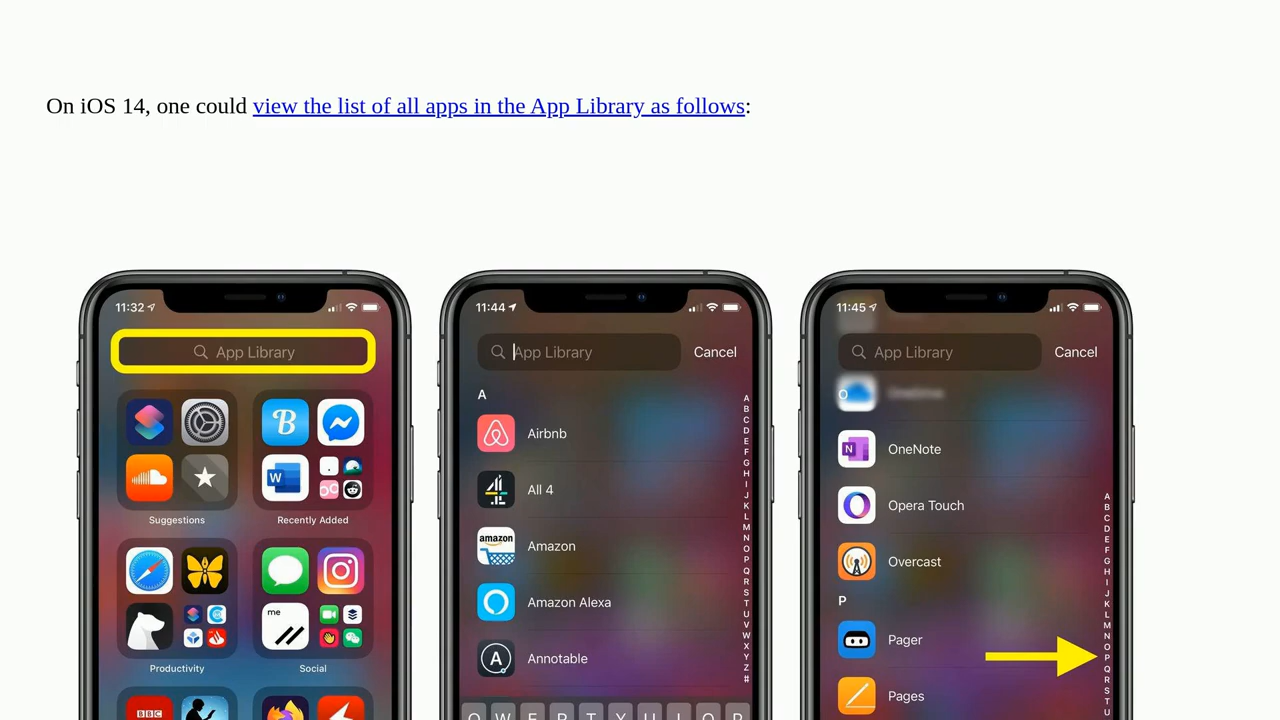 On iOS 14, one could view the list of all apps in the App Library as follows:
11:32
App Library
Suggestions
Recently Added
Productivity
Social
BBC
11:44
App Library
Cancel
A
Airbnb
All 4
amazon
Amazon
Amazon Alexa
Annotable
A
B
C
D
E
F
G
H
I
J
K
L
M
N
O
P
Q
R
S
T
U
V
W
X
Y
Z
#
Q W E R T Y U I O P
11:45
App Library
Cancel
O
OneNote
Opera Touch
Overcast
P
Pager
Pages
A
B
C
D
E
F
G
H
I
J
K
L
M
N
O
P
Q
R
S
T
U